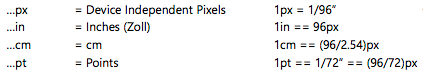 ...px = Device Independent Pixels 1px = 1/96”
...in = Inches (Zoll) 1in == 96px
...cm = cm 1cm == (96/2.54)px
...pt = Points 1pt == 1/72” == (96/72)px